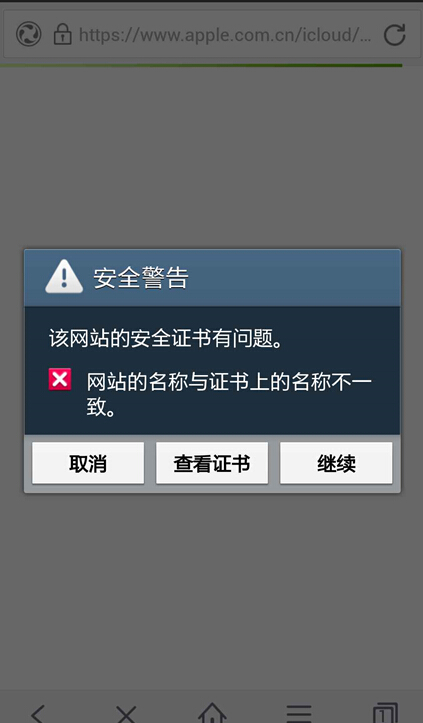 https://www.apple.com.cn/icloud/...
安全警告
该网站的安全证书有问题。
网站的名称与证书上的名称不一
致。
取消
查看证书
继续
1